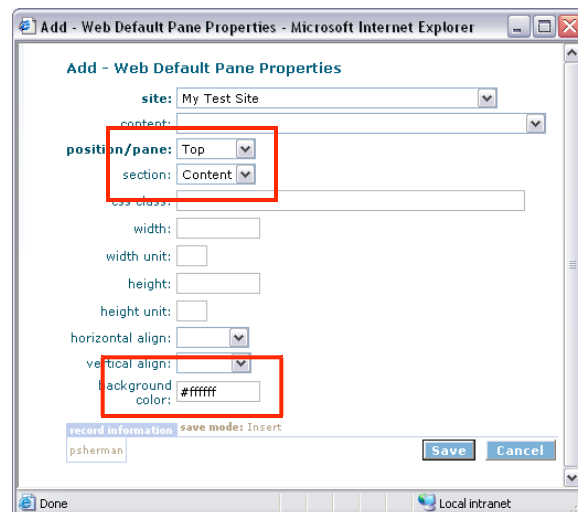 Add - Web Default Pane Properties - Microsoft Internet Explorer
Add - Web Default Pane Properties
site: My Test Site
content:
position/pane: Top
section: Content
css class:
width:
width unit:
height:
height unit:
horizontal align:
vertical align:
background
color: #ffffff
record information save mode: Insert
psherman Save Cancel
Done Local intranet